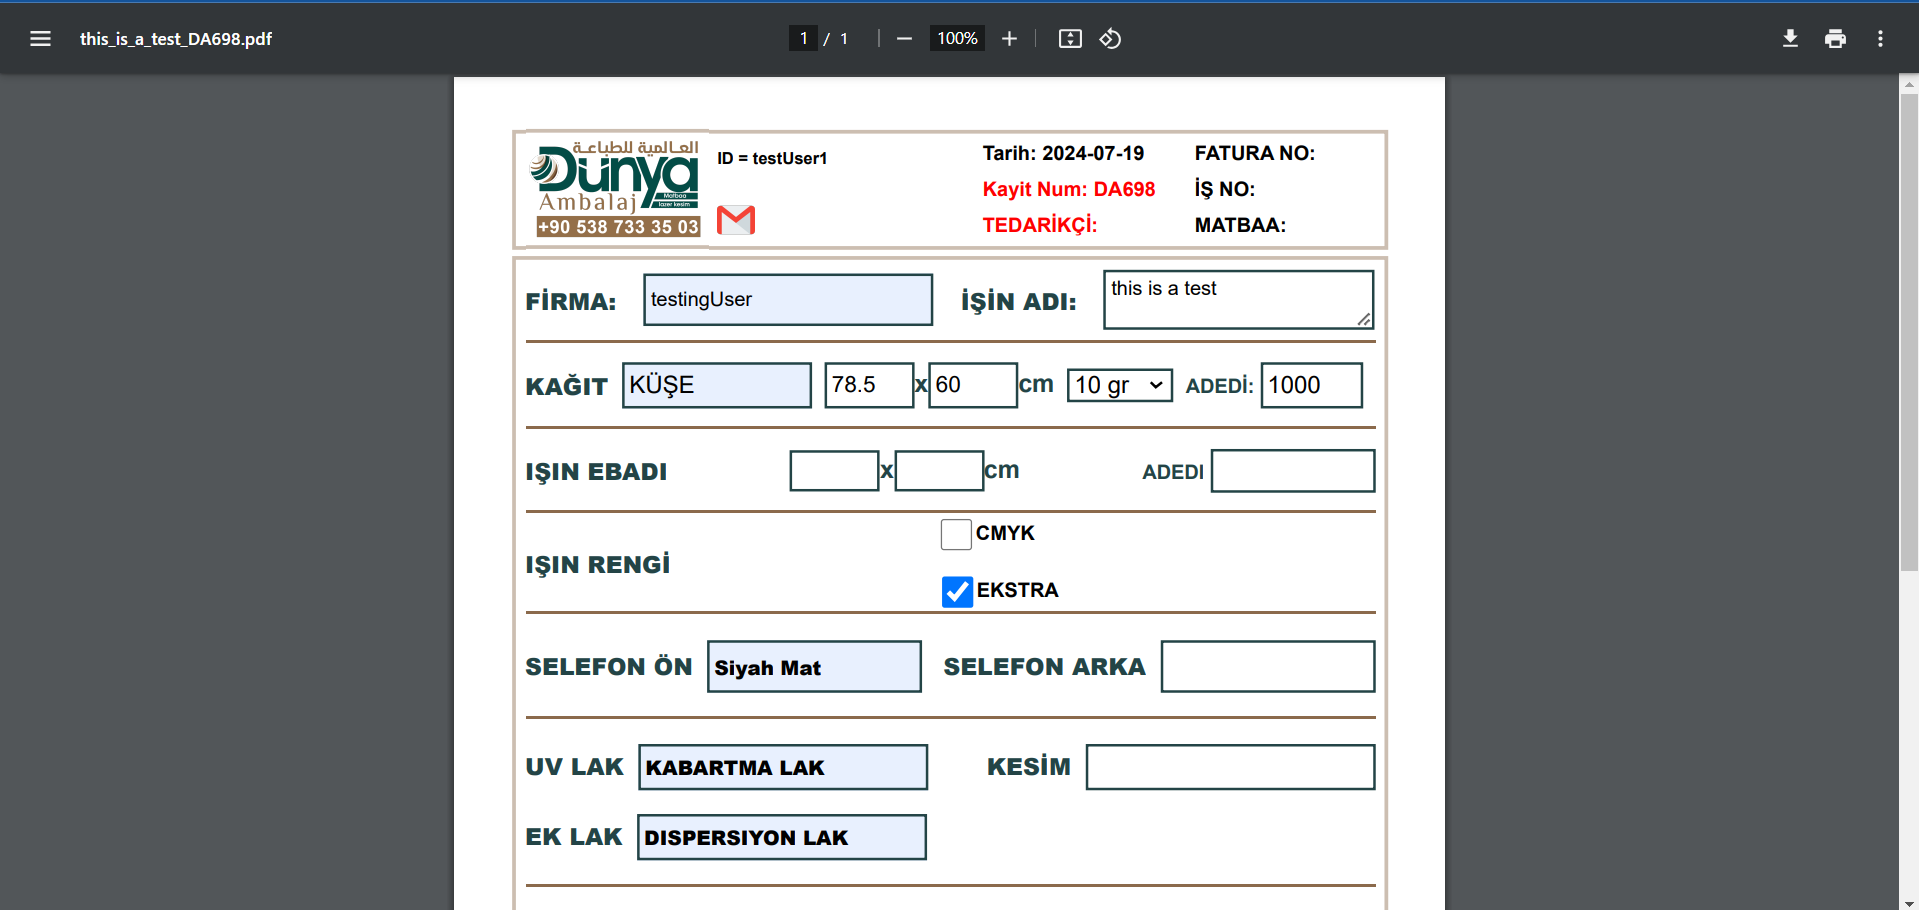 this_is_a_test_DA698.pdf
1 / 1
100%
العالمية للطباعة
Dünya
Matbaa
lazer kesim
Ambalaj
+90 538 733 35 03
ID = testUser1
Tarih: 2024-07-19
FATURA NO:
Kayit Num: DA698
İŞ NO:
TEDARİKÇİ:
MATBAA:
FİRMA: testingUser İŞİN ADI: this is a test
KAĞIT KÜŞE 78.5 x 60 cm 10 gr ADEDİ: 1000
IŞIN EBADI x cm ADEDI
CMYK
IŞIN RENGİ
EKSTRA
SELEFON ÖN Siyah Mat SELEFON ARKA
UV LAK KABARTMA LAK KESİM
EK LAK DISPERSIYON LAK